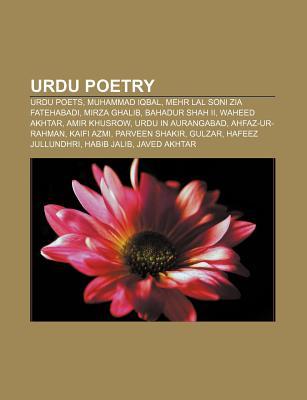 URDU POETRY
URDU POETS, MUHAMMAD IQBAL, MEHR LAL SONI ZIA
FATEHABADI, MIRZA GHALIB, BAHADUR SHAH II, WAHEED
AKHTAR, AMIR KHUSROW, URDU IN AURANGABAD, AHFAZ-UR-
RAHMAN, KAIFI AZMI, PARVEEN SHAKIR, GULZAR, HAFEEZ
JULLUNDHRI, HABIB JALIB, JAVED AKHTAR